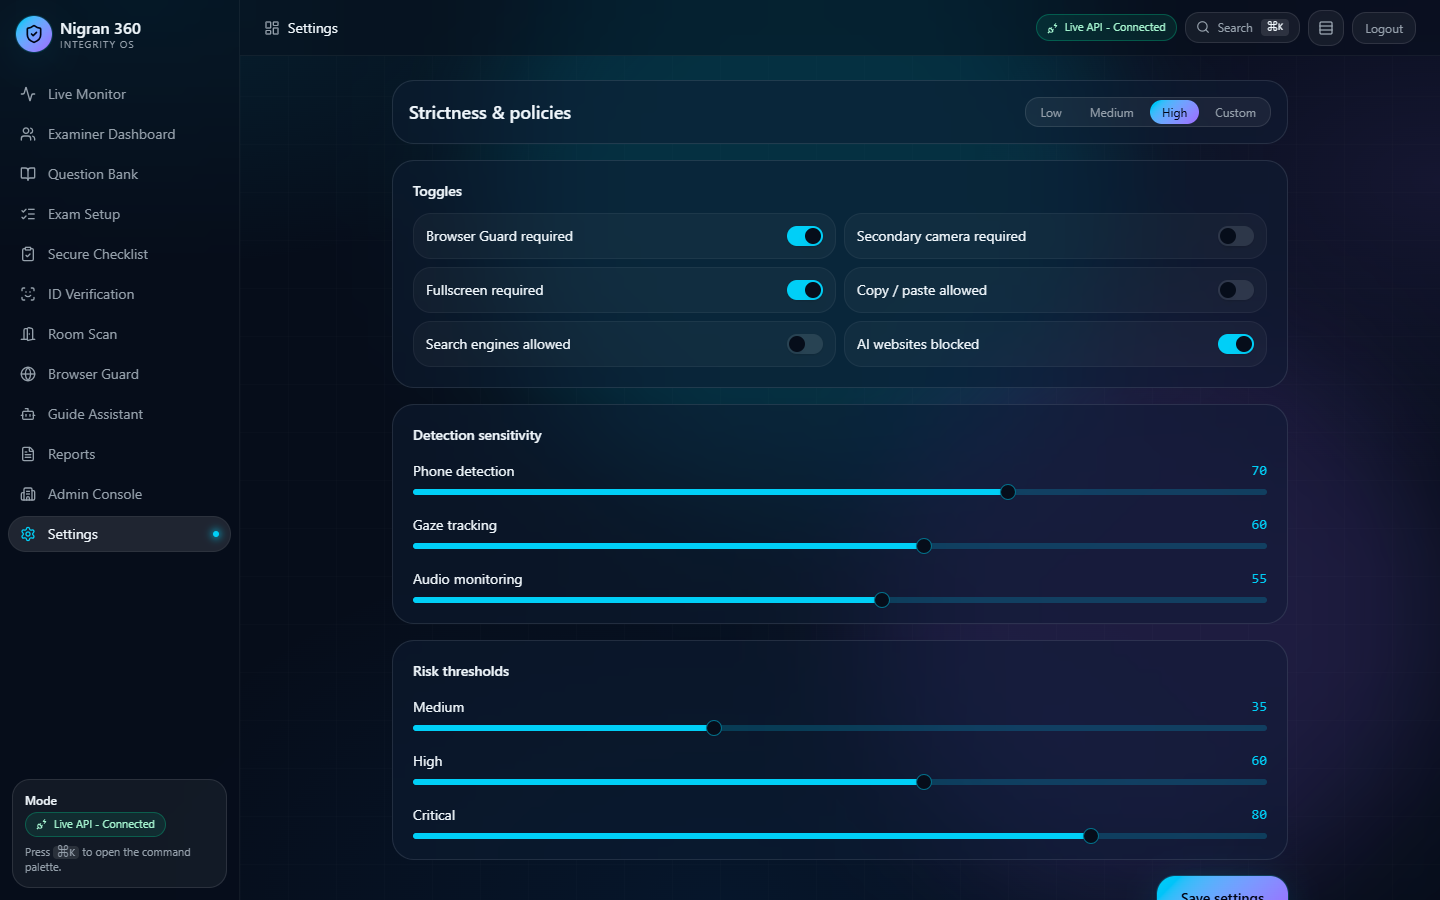 Nigran 360
INTEGRITY OS
Live Monitor
Examiner Dashboard
Question Bank
Exam Setup
Secure Checklist
ID Verification
Room Scan
Browser Guard
Guide Assistant
Reports
Admin Console
Settings
Mode
Live API - Connected
Press ⌘K to open the command
palette.
Settings
Live API - Connected
Search ⌘K
Logout
Strictness & policies
Low Medium High Custom
Toggles
Browser Guard required
Secondary camera required
Fullscreen required
Copy / paste allowed
Search engines allowed
AI websites blocked
Detection sensitivity
Phone detection 70
Gaze tracking 60
Audio monitoring 55
Risk thresholds
Medium 35
High 60
Critical 80
Save settings